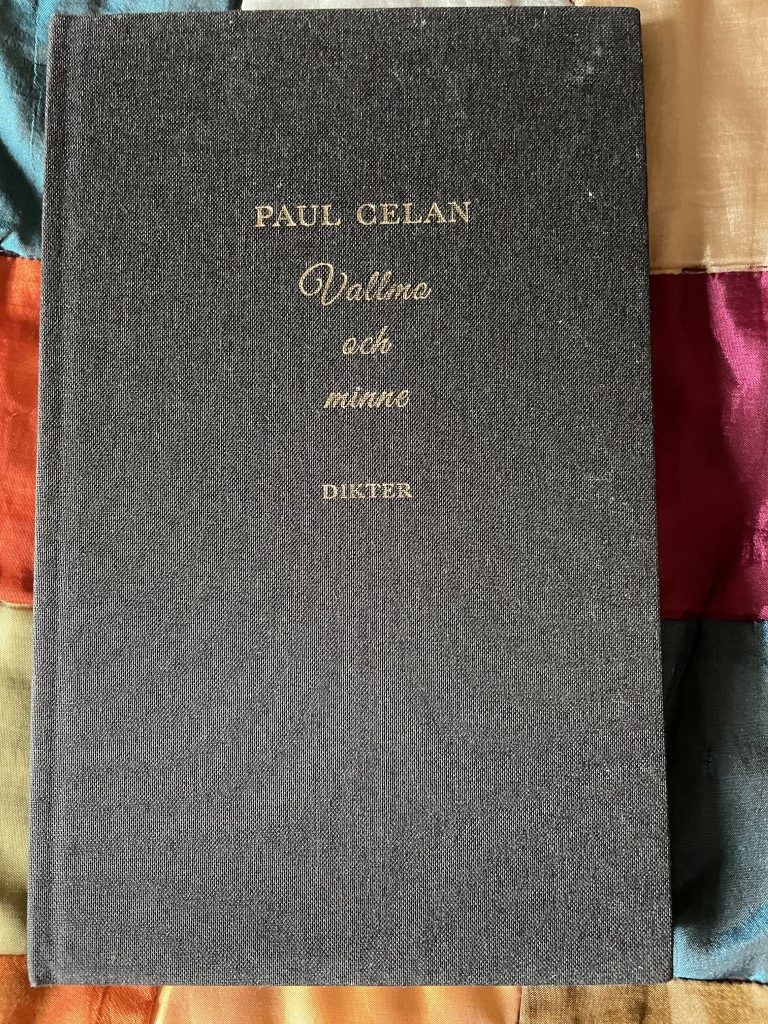 PAUL CELAN
Vallmo
och
minne
DIKTER